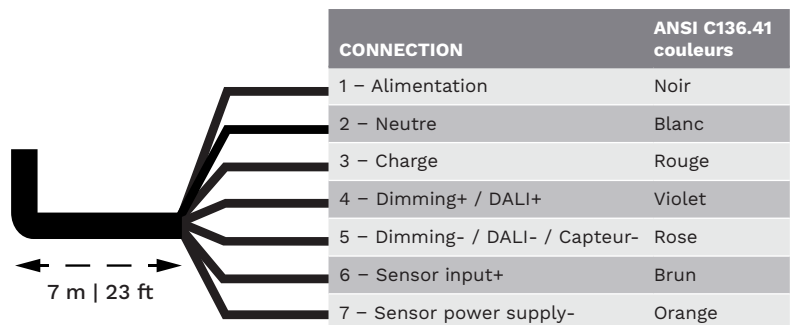 CONNECTION ANSI C136.41 couleurs
1 – Alimentation Noir
2 – Neutre Blanc
3 – Charge Rouge
4 – Dimming+ / DALI+ Violet
5 – Dimming- / DALI- / Capteur- Rose
6 – Sensor input+ Brun
7 – Sensor power supply- Orange
7 m | 23 ft